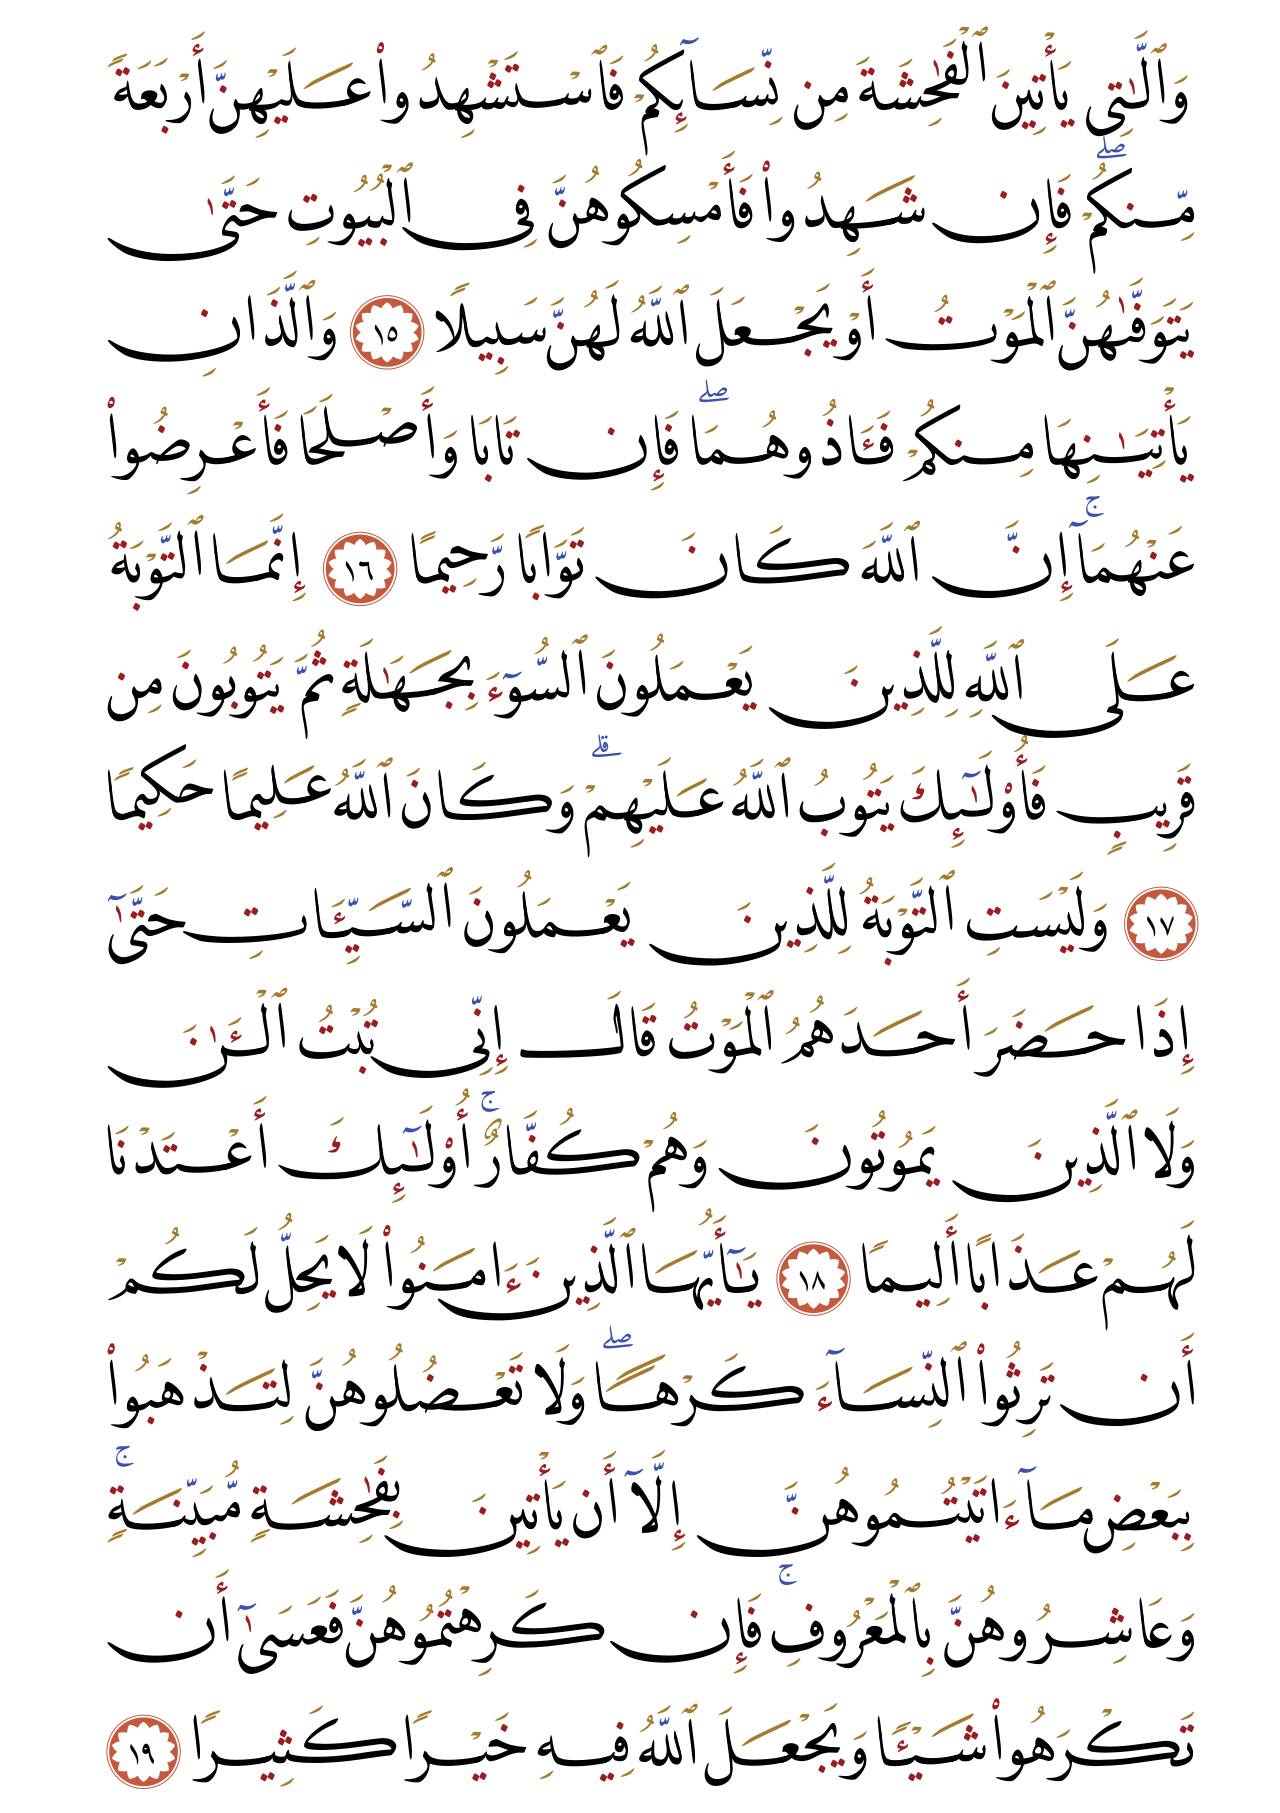 وَٱلَّٰتِى يَأْتِينَ ٱلْفَٰحِشَةَ مِن نِّسَآئِكُمْ فَٱسْتَشْهِدُوا۟ عَلَيْهِنَّ أَرْبَعَةً
مِّنكُمْ ۖ فَإِن شَهِدُوا۟ فَأَمْسِكُوهُنَّ فِى ٱلْبُيُوتِ حَتَّىٰ
يَتَوَفَّىٰهُنَّ ٱلْمَوْتُ أَوْ يَجْعَلَ ٱللَّهُ لَهُنَّ سَبِيلًا ١٥ وَٱلَّذَانِ
يَأْتِيَٰنِهَا مِنكُمْ فَـَٔاذُوهُمَا ۖ فَإِن تَابَا وَأَصْلَحَا فَأَعْرِضُوا۟
عَنْهُمَآ ۚ إِنَّ ٱللَّهَ كَانَ تَوَّابًا رَّحِيمًا ١٦ إِنَّمَا ٱلتَّوْبَةُ
عَلَى ٱللَّهِ لِلَّذِينَ يَعْمَلُونَ ٱلسُّوٓءَ بِجَهَٰلَةٍ ثُمَّ يَتُوبُونَ مِن
قَرِيبٍ فَأُو۟لَٰٓئِكَ يَتُوبُ ٱللَّهُ عَلَيْهِمْ ۗ وَكَانَ ٱللَّهُ عَلِيمًا حَكِيمًا
١٧ وَلَيْسَتِ ٱلتَّوْبَةُ لِلَّذِينَ يَعْمَلُونَ ٱلسَّيِّـَٔاتِ حَتَّىٰٓ
إِذَا حَضَرَ أَحَدَهُمُ ٱلْمَوْتُ قَالَ إِنِّى تُبْتُ ٱلْـَٰٔنَ
وَلَا ٱلَّذِينَ يَمُوتُونَ وَهُمْ كُفَّارٌ ۚ أُو۟لَٰٓئِكَ أَعْتَدْنَا
لَهُمْ عَذَابًا أَلِيمًا ١٨ يَٰٓأَيُّهَا ٱلَّذِينَ ءَامَنُوا۟ لَا يَحِلُّ لَكُمْ
أَن تَرِثُوا۟ ٱلنِّسَآءَ كَرْهًا ۖ وَلَا تَعْضُلُوهُنَّ لِتَذْهَبُوا۟
بِبَعْضِ مَآ ءَاتَيْتُمُوهُنَّ إِلَّآ أَن يَأْتِينَ بِفَٰحِشَةٍ مُّبَيِّنَةٍ ۚ
وَعَاشِرُوهُنَّ بِٱلْمَعْرُوفِ ۚ فَإِن كَرِهْتُمُوهُنَّ فَعَسَىٰٓ أَن
تَكْرَهُوا۟ شَيْـًٔا وَيَجْعَلَ ٱللَّهُ فِيهِ خَيْرًا كَثِيرًا ١٩